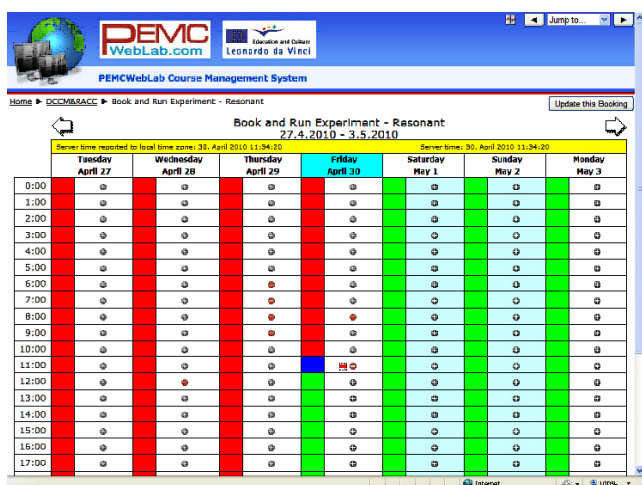 Jump to...
PEMC
WebLab.com
Education and Culture
Leonardo da Vinci
PEMCWebLab Course Management System
Home ► DCCM&RACC ► Book and Run Experiment - Resonant
Update this Booking
Book and Run Experiment - Resonant
27.4.2010 - 3.5.2010
Server time reported to local time zone: 30. April 2010 11:34:20
Server time: 30. April 2010 11:34:20
Tuesday Wednesday Thursday Friday Saturday Sunday Monday
April 27 April 28 April 29 April 30 May 1 May 2 May 3
0:00
1:00
2:00
3:00
4:00
5:00
6:00
7:00
8:00
9:00
10:00
11:00
12:00
13:00
14:00
15:00
16:00
17:00
Internet 100%